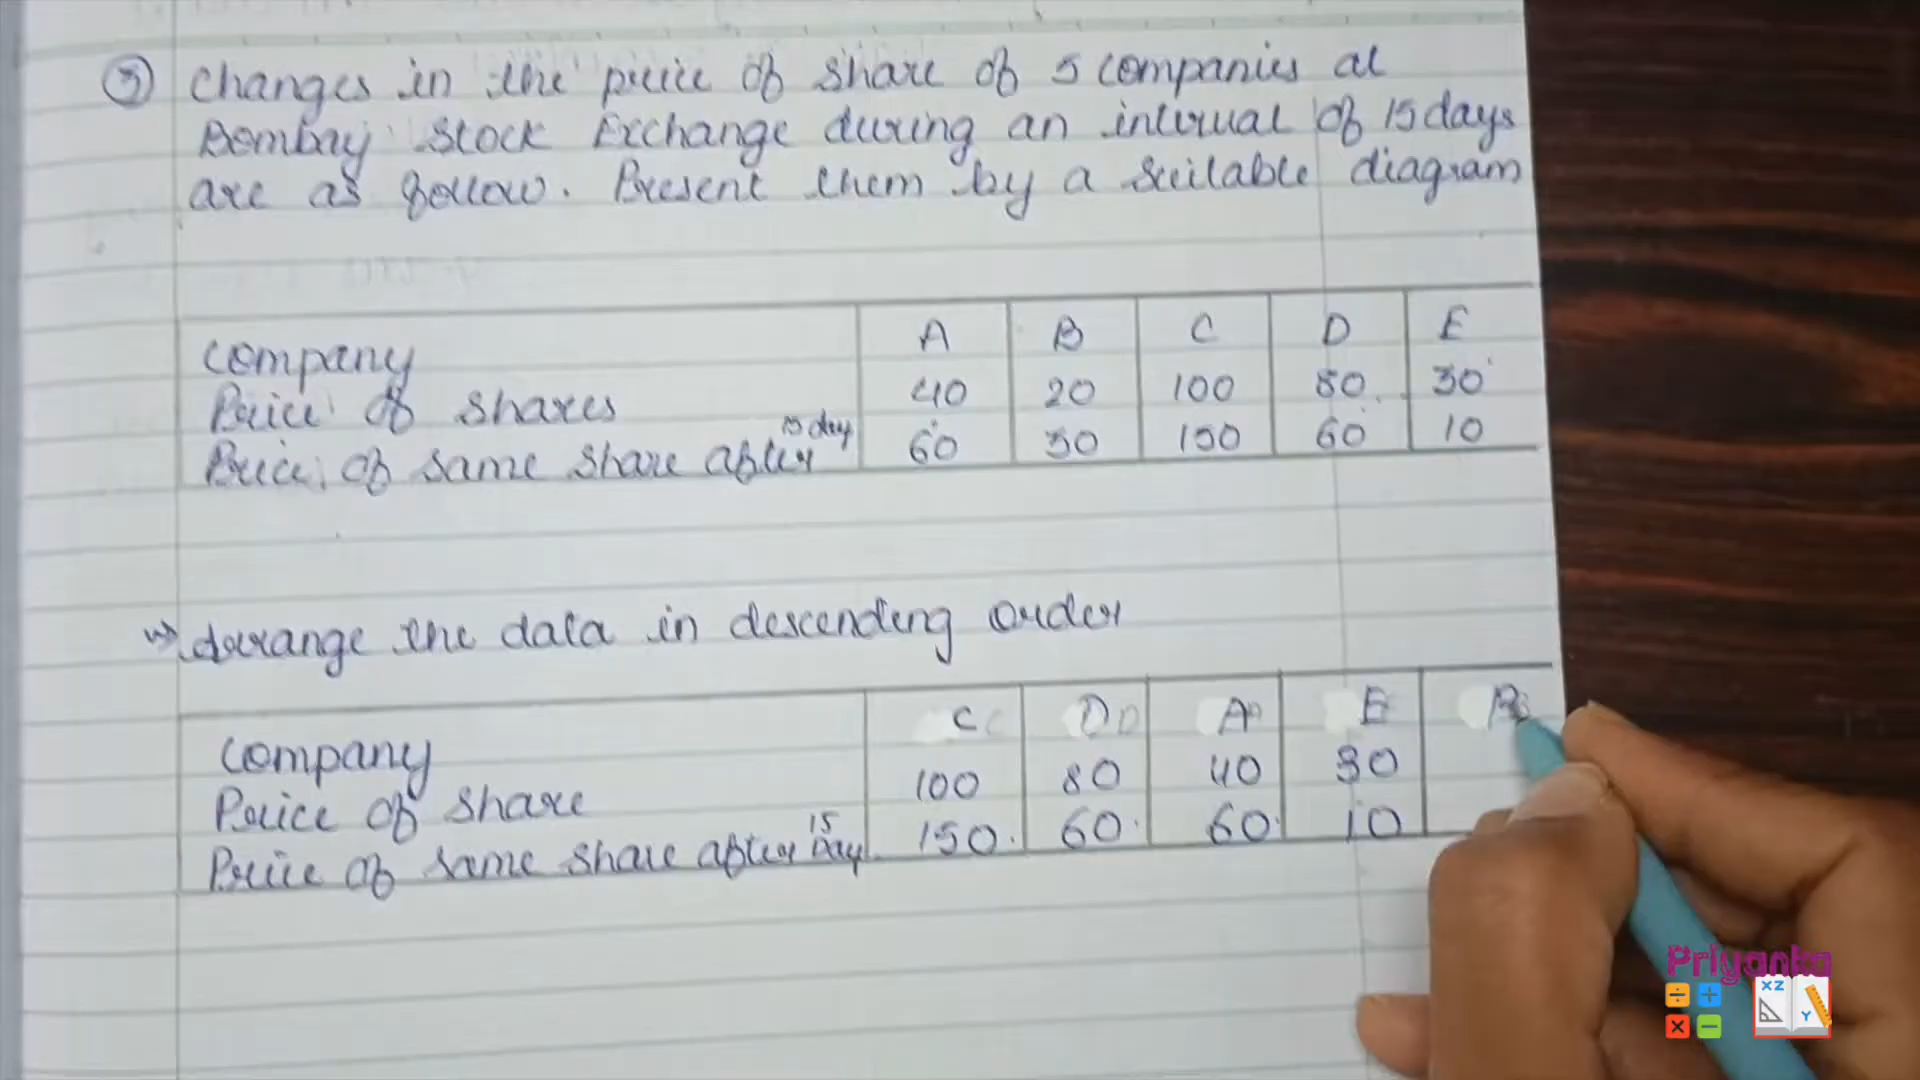 3 changes in the price of share of 5 companies at
Bombay Stock Exchange during an interval of 15 days
are as follow. Present them by a suitable diagram
company A B C D E
Price of shares 40 20 100 80 30
Price of same share after 15 day 60 30 150 60 10
⇒ Arrange the data in descending order
company C D A E B
Price of share 100 80 40 30
Price of same share after 15 Day 150 60 60 10
Priyanka
XZ
Y